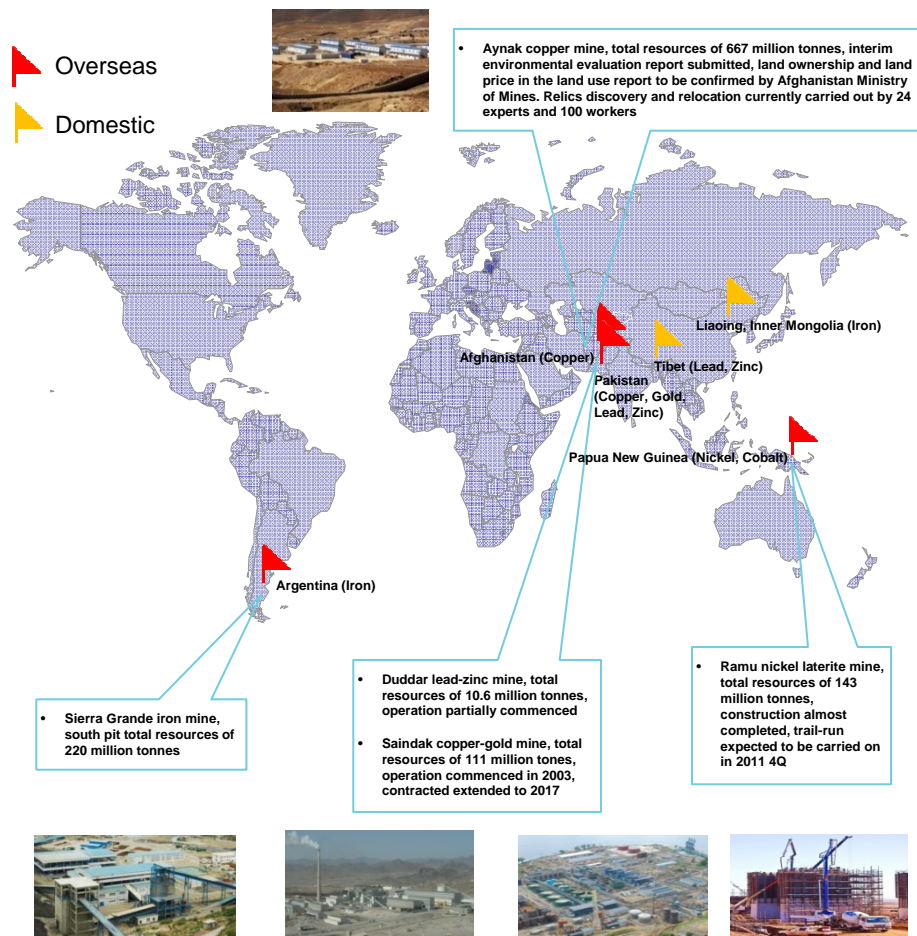 Overseas
Domestic
• Aynak copper mine, total resources of 667 million tonnes, interim
environmental evaluation report submitted, land ownership and land
price in the land use report to be confirmed by Afghanistan Ministry
of Mines. Relics discovery and relocation currently carried out by 24
experts and 100 workers
Liaoing, Inner Mongolia (Iron)
Afghanistan (Copper)
Tibet (Lead, Zinc)
Pakistan
(Copper, Gold,
Lead, Zinc)
Papua New Guinea (Nickel, Cobalt)
Argentina (Iron)
• Sierra Grande iron mine,
south pit total resources of
220 million tonnes
• Duddar lead-zinc mine, total
resources of 10.6 million tonnes,
operation partially commenced
• Saindak copper-gold mine, total
resources of 111 million tones,
operation commenced in 2003,
contracted extended to 2017
• Ramu nickel laterite mine,
total resources of 143
million tonnes,
construction almost
completed, trail-run
expected to be carried on
in 2011 4Q